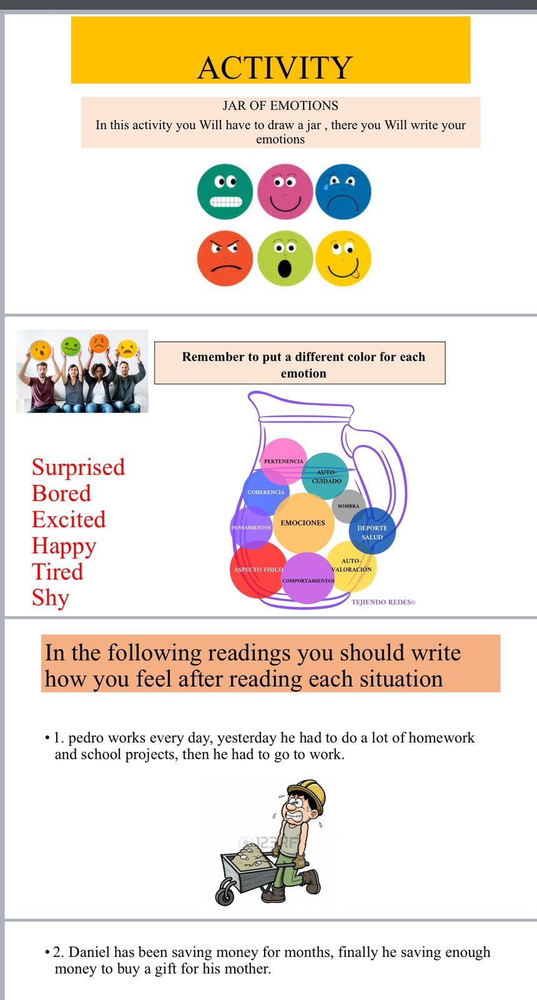 ACTIVITY
JAR OF EMOTIONS
In this activity you Will have to draw a jar , there you Will write your
emotions
Remember to put a different color for each
emotion
Surprised
Bored
Excited
Happy
Tired
Shy
PERTENENCIA
AUTO-
CUIDADO
COHERENCIA
SOMBRA
EMOCIONES
PENSAMIENTOS
DEPORTE
SALUD
ASPECTO FÍSICO
AUTO-
VALORACIÓN
COMPORTAMIENTOS
TEJIENDO REDES©
In the following readings you should write
how you feel after reading each situation
• 1. pedro works every day, yesterday he had to do a lot of homework
and school projects, then he had to go to work.
123RF
• 2. Daniel has been saving money for months, finally he saving enough
money to buy a gift for his mother.